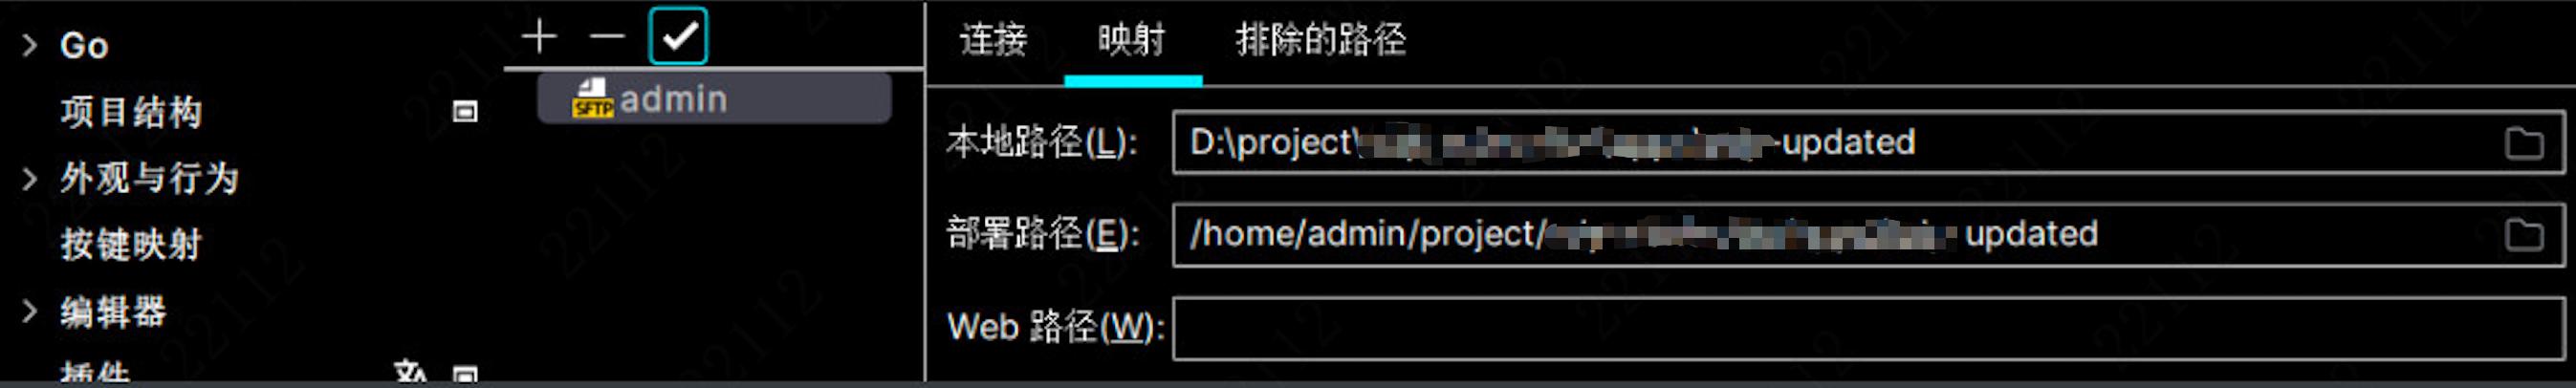 Go
项目结构
外观与行为
按键映射
编辑器
插件
SFTP admin
连接 映射 排除的路径
本地路径(L): D:\project\ -updated
部署路径(E): /home/admin/project/ updated
Web 路径(W):
22112